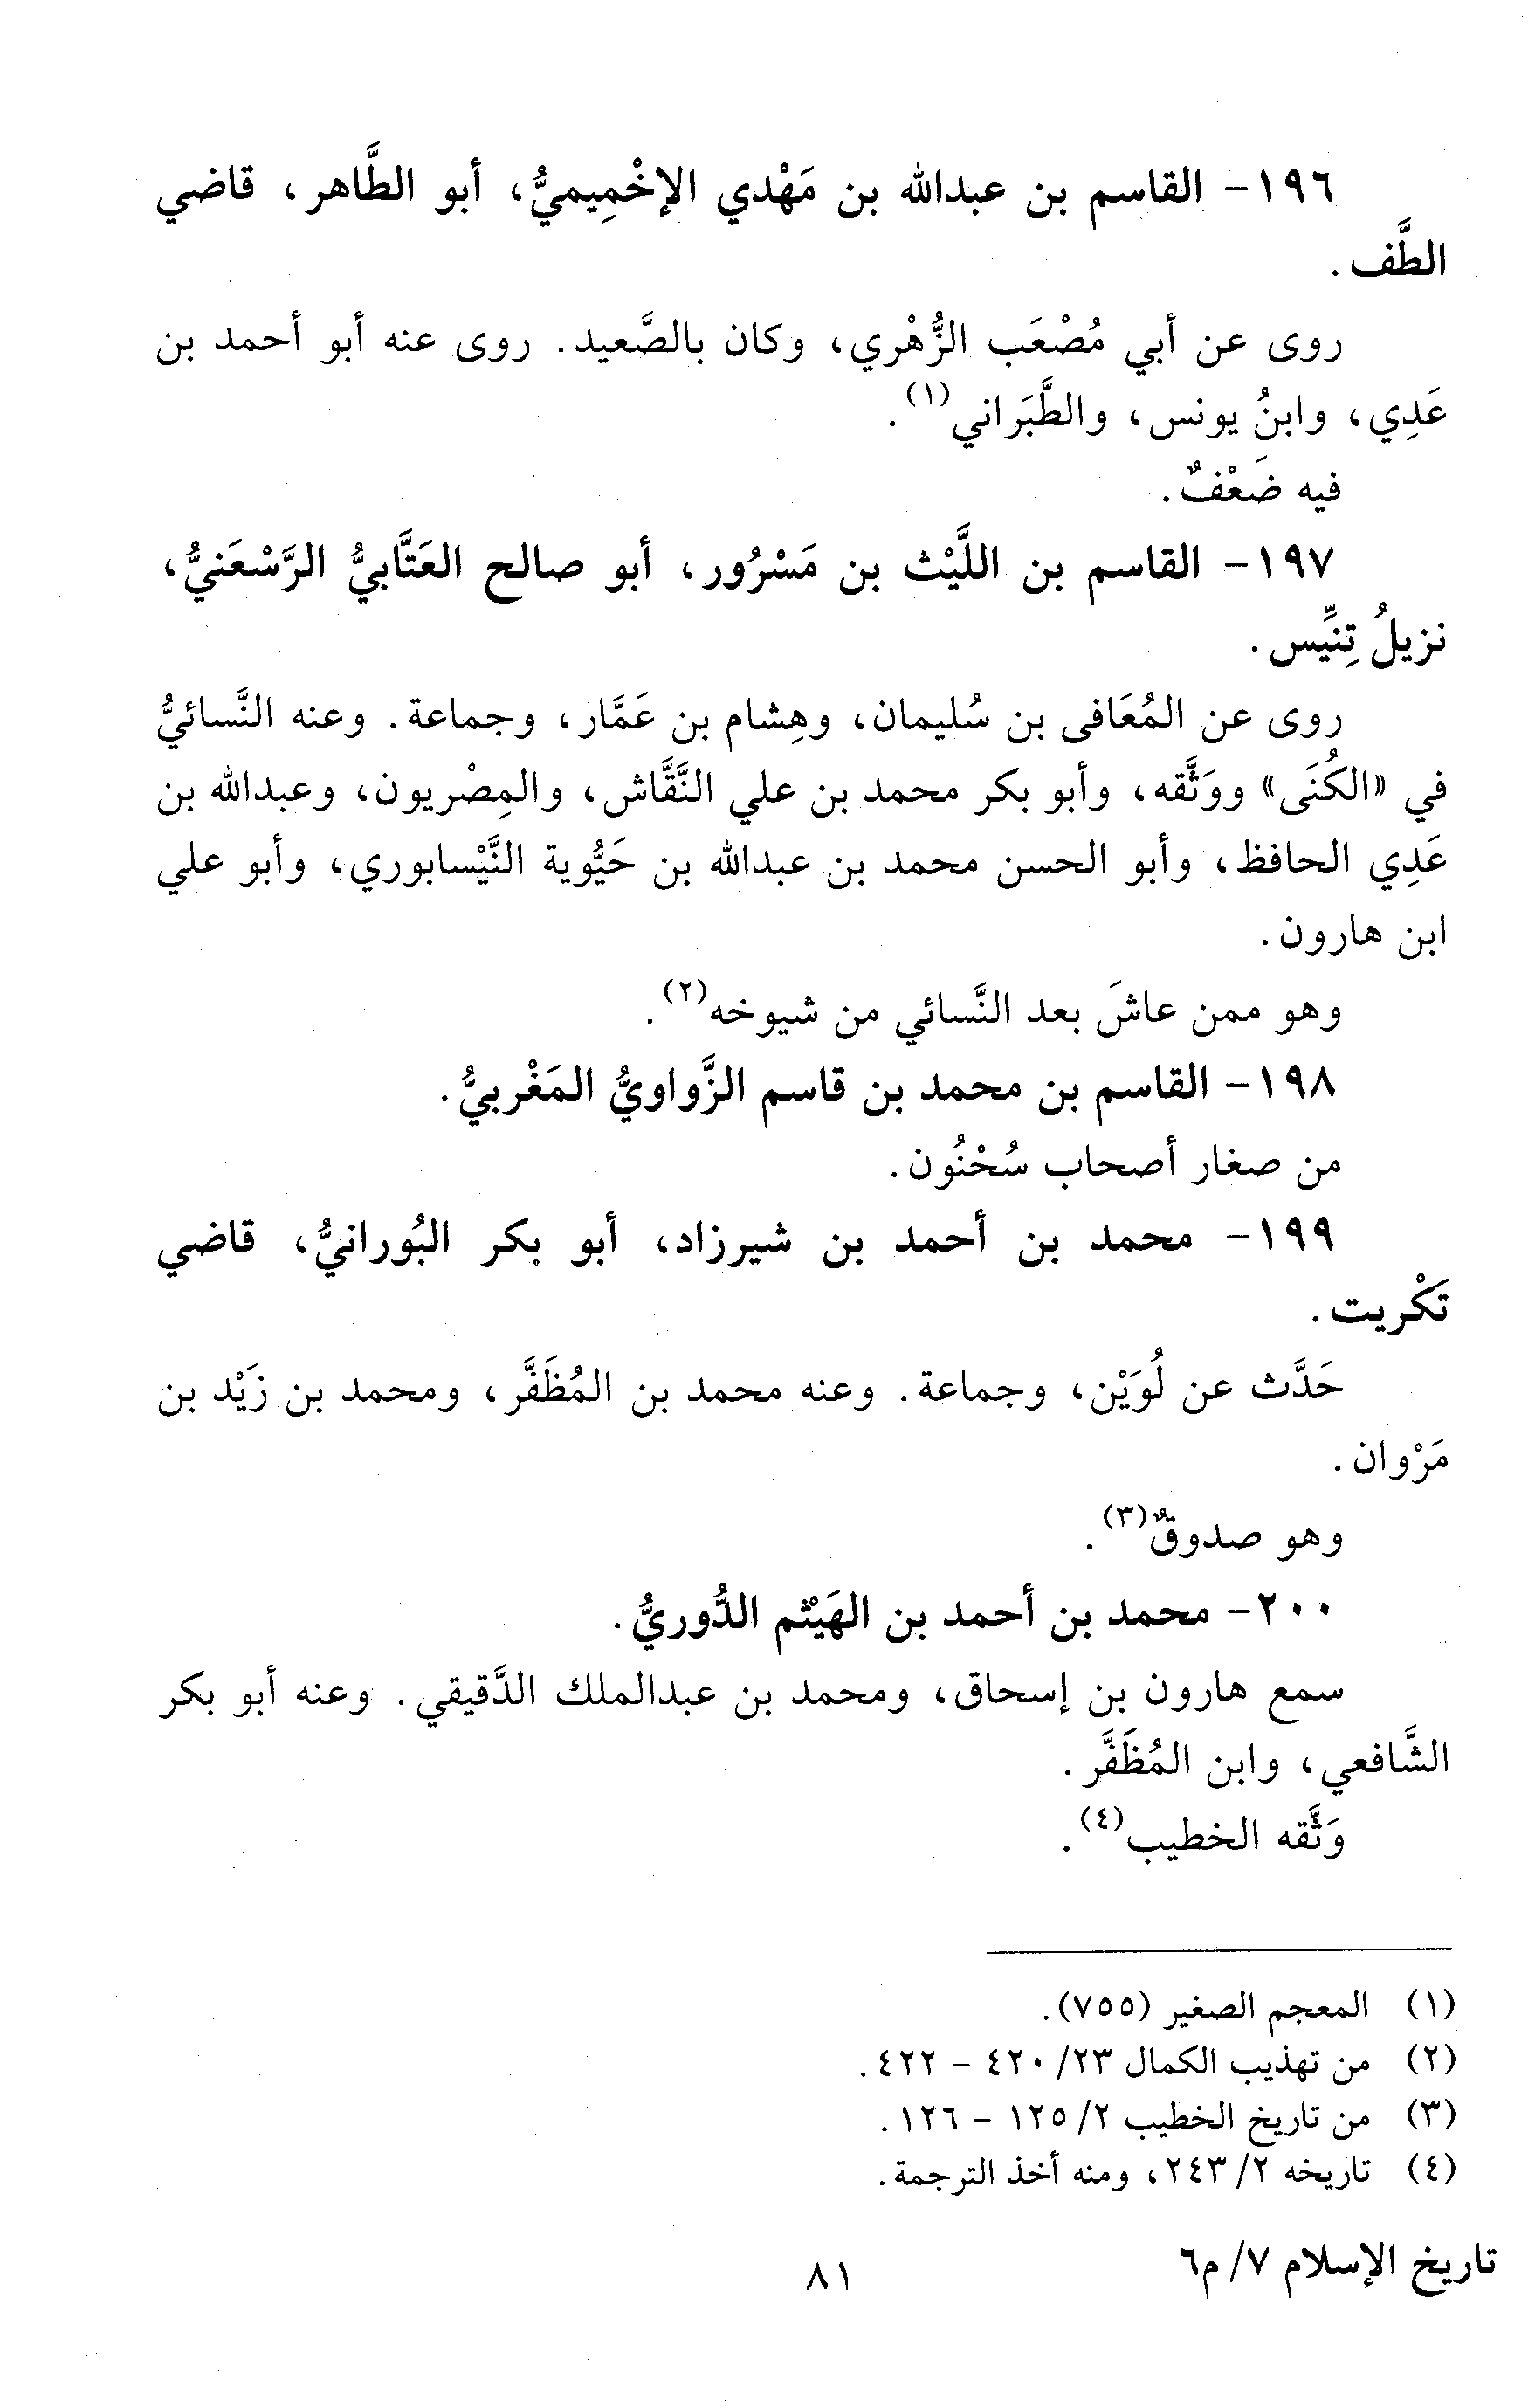 ١٩٦- القاسم بن عبدالله بن مَهْدي الإخْمِيميُّ، أبو الطَّاهر، قاضي
الطَّف.
روى عن أبي مُصْعَب الزُّهْري، وكان بالصَّعيد. روى عنه أبو أحمد بن
عَدِي، وابنُ يونس، والطَّبَراني(١).
فيه ضَعْفٌ.
١٩٧- القاسم بن اللَّيْث بن مَسْرُور، أبو صالح العَتَّابيُّ الرَّسْعَنيُّ،
نزيلُ تِنِّيس.
روى عن المُعَافى بن سُليمان، وهِشام بن عَمَّار، وجماعة. وعنه النَّسائيُّ
في «الكُنَى» ووَثَّقه، وأبو بكر محمد بن علي النَّقَّاش، والمِصْريون، وعبدالله بن
عَدِي الحافظ، وأبو الحسن محمد بن عبدالله بن حَيُّوية النَّيْسابوري، وأبو علي
ابن هارون.
وهو ممن عاشَ بعد النَّسائي من شيوخه(٢).
١٩٨- القاسم بن محمد بن قاسم الزَّواويُّ المَغْربيُّ.
من صغار أصحاب سُحْنُون.
١٩٩- محمد بن أحمد بن شيرزاد، أبو بكر البُورانيُّ، قاضي
تَكْريت.
حَدَّث عن لُوَيْن، وجماعة. وعنه محمد بن المُظَفَّر، ومحمد بن زَيْد بن
مَرْوان.
وهو صدوقٌ(٣).
٢٠٠- محمد بن أحمد بن الهَيْثم الدُّوريُّ.
سمع هارون بن إسحاق، ومحمد بن عبدالملك الدَّقيقي. وعنه أبو بكر
الشَّافعي، وابن المُظَفَّر.
وَثَّقه الخطيب(٤).
(١) المعجم الصغير (٧٥٥).
(٢) من تهذيب الكمال ٢٣/ ٤٢٠ - ٤٢٢.
(٣) من تاريخ الخطيب ٢/ ١٢٥ - ١٢٦.
(٤) تاريخه ٢/ ٢٤٣، ومنه أخذ الترجمة.
تاريخ الإسلام ٧/ م٦
٨١